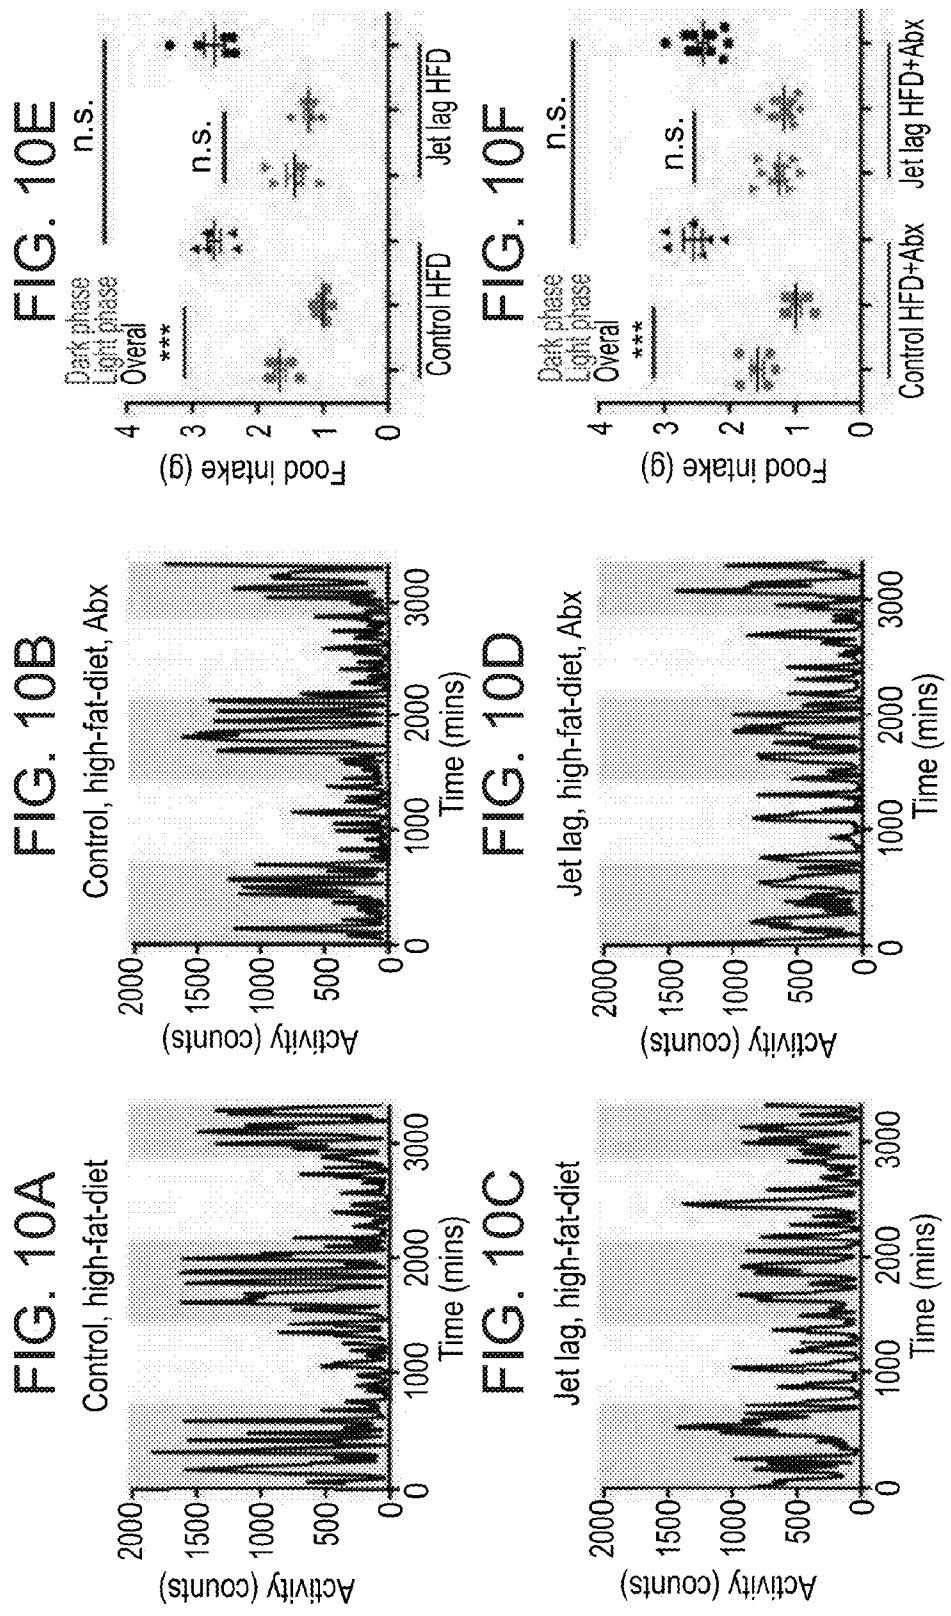 FIG. 10A
Control, high-fat-diet
Activity (counts)
2000
1500
1000
500
0
0
1000
2000
3000
Time (mins)
FIG. 10B
Control, high-fat-diet, Abx
Activity (counts)
2000
1500
1000
500
0
0
1000
2000
3000
Time (mins)
FIG. 10C
Jet lag, high-fat-diet
Activity (counts)
2000
1500
1000
500
0
0
1000
2000
3000
Time (mins)
FIG. 10D
Jet lag, high-fat-diet, Abx
Activity (counts)
2000
1500
1000
500
0
0
1000
2000
3000
Time (mins)
FIG. 10E
Dark phase
Light phase
Overal
***
n.s.
n.s.
Food intake (g)
4
3
2
1
0
Control HFD
Jet lag HFD
FIG. 10F
Dark phase
Light phase
Overal
***
n.s.
n.s.
Food intake (g)
4
3
2
1
0
Control HFD+Abx
Jet lag HFD+Abx